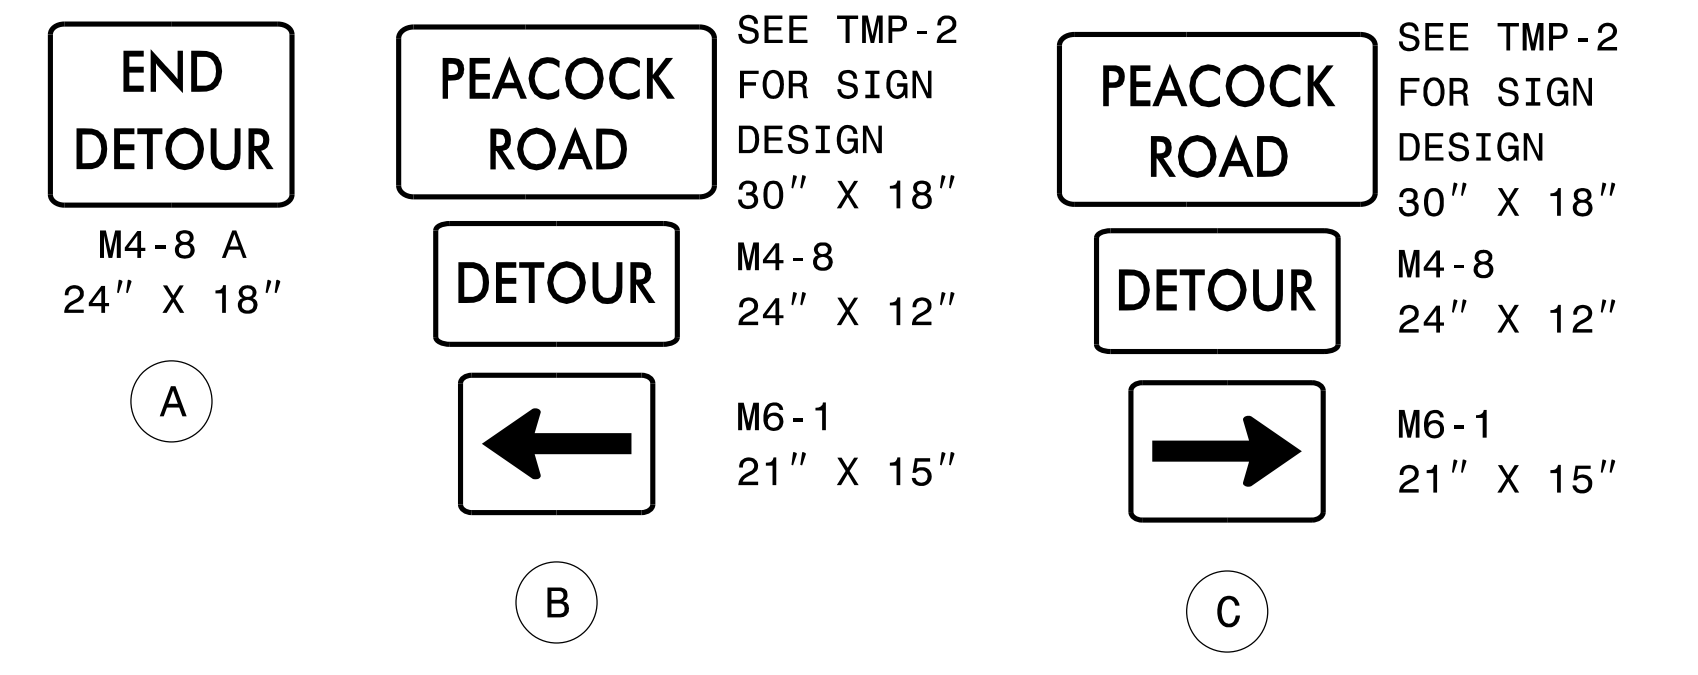 END
DETOUR
M4-8 A
24" X 18"
A
PEACOCK
ROAD
SEE TMP-2
FOR SIGN
DESIGN
30" X 18"
DETOUR
M4-8
24" X 12"
M6-1
21" X 15"
B
PEACOCK
ROAD
SEE TMP-2
FOR SIGN
DESIGN
30" X 18"
DETOUR
M4-8
24" X 12"
M6-1
21" X 15"
C